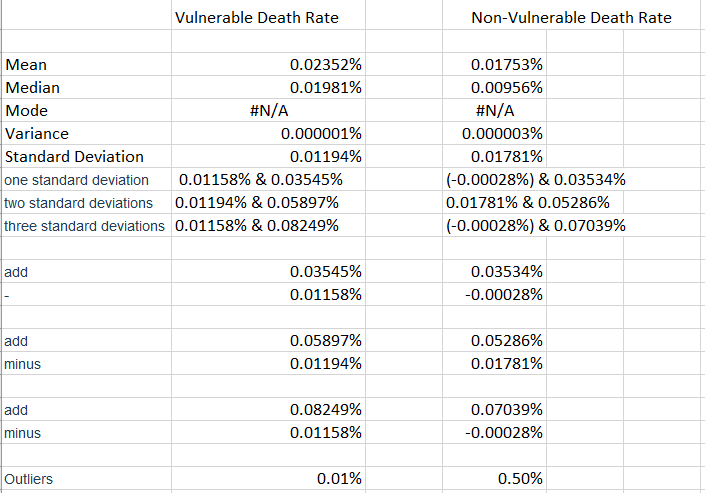 Vulnerable Death Rate Non-Vulnerable Death Rate
Mean 0.02352% 0.01753%
Median 0.01981% 0.00956%
Mode #N/A #N/A
Variance 0.000001% 0.000003%
Standard Deviation 0.01194% 0.01781%
one standard deviation 0.01158% & 0.03545% (-0.00028%) & 0.03534%
two standard deviations 0.01194% & 0.05897% 0.01781% & 0.05286%
three standard deviations 0.01158% & 0.08249% (-0.00028%) & 0.07039%
add 0.03545% 0.03534%
- 0.01158% -0.00028%
add 0.05897% 0.05286%
minus 0.01194% 0.01781%
add 0.08249% 0.07039%
minus 0.01158% -0.00028%
Outliers 0.01% 0.50%